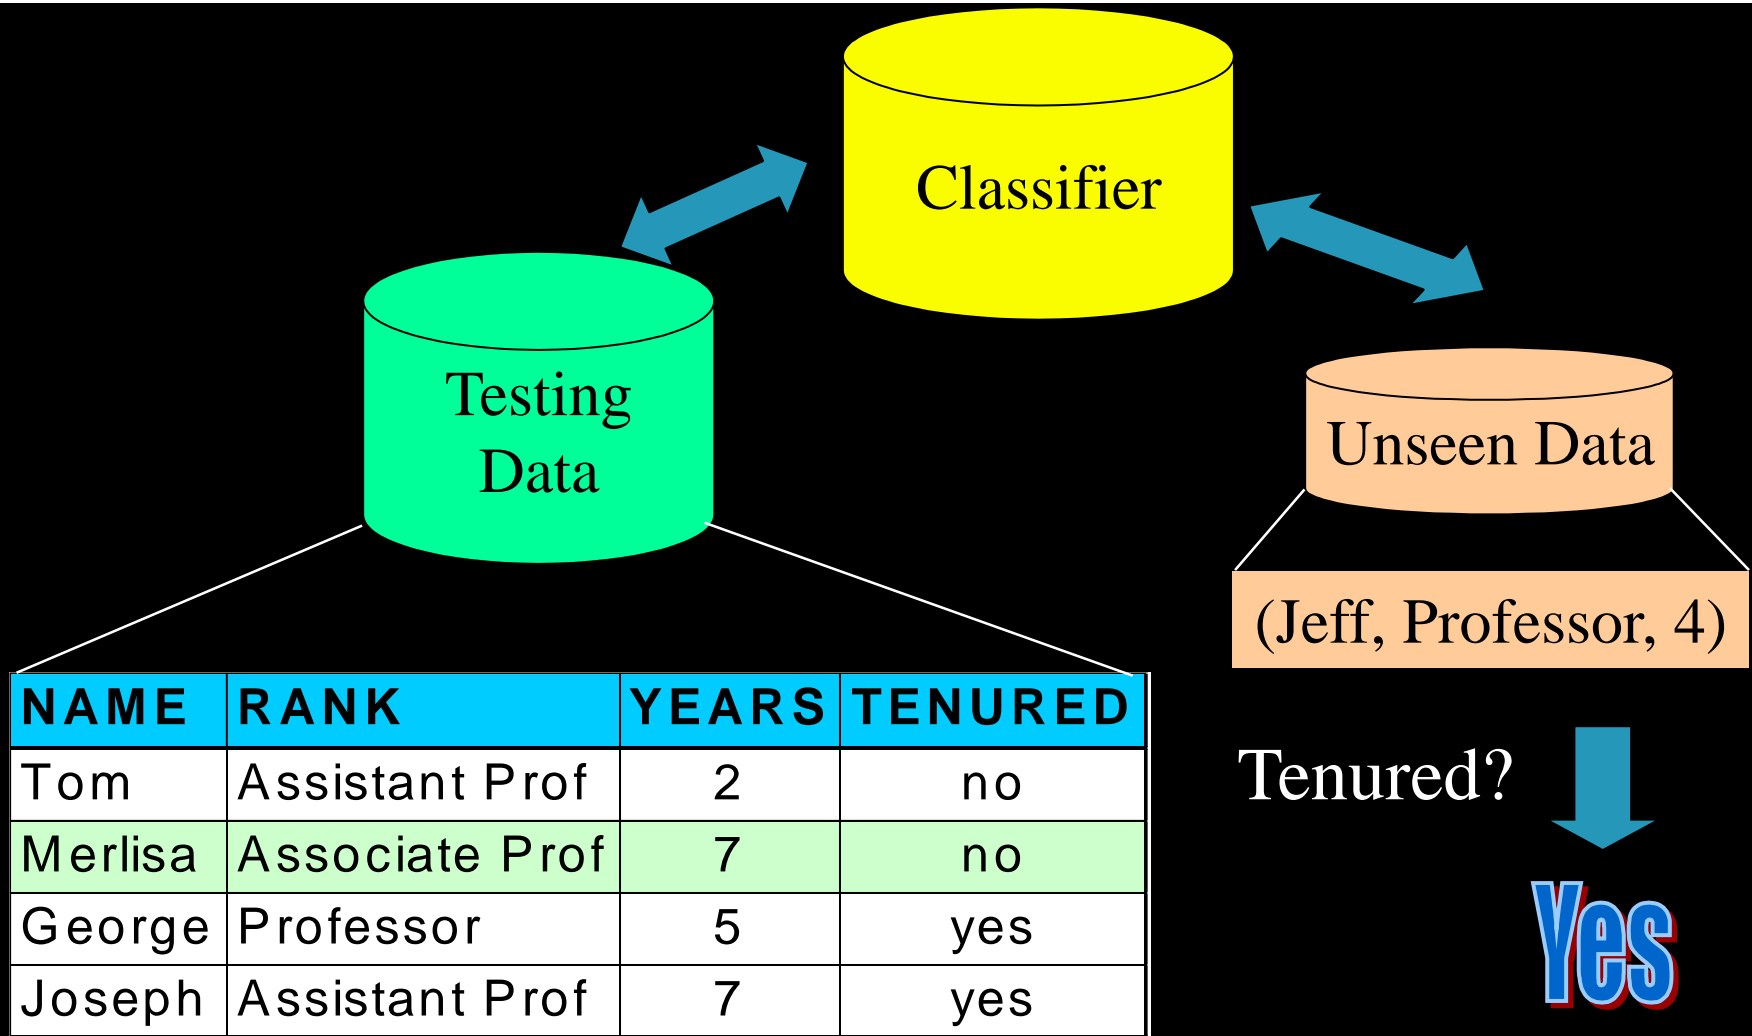 Classifier
Testing
Data
Unseen Data
(Jeff, Professor, 4)
NAME RANK YEARS TENURED
Tom Assistant Prof 2 no
Merlisa Associate Prof 7 no
George Professor 5 yes
Joseph Assistant Prof 7 yes
Tenured?
Yes